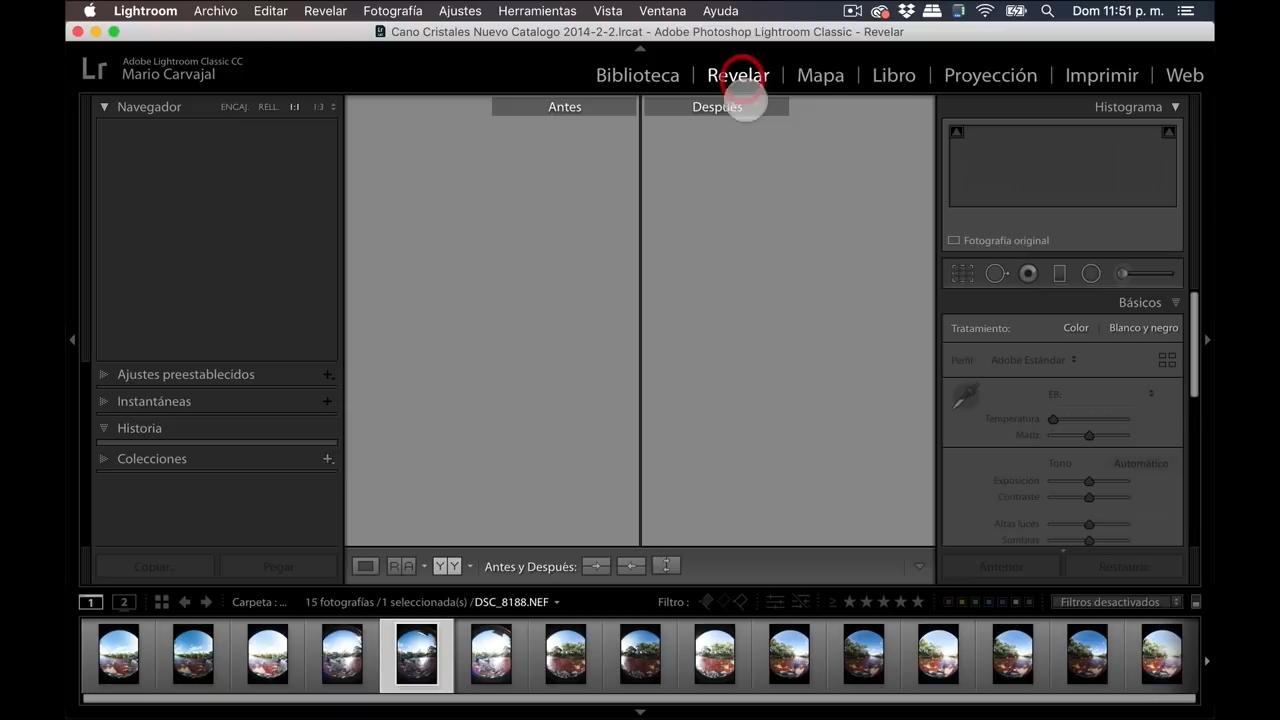 Lightroom Archivo Editar Revelar Fotografía Ajustes Herramientas Vista Ventana Ayuda Dom 11:51 p. m.
Cano Cristales Nuevo Catalogo 2014-2-2.lrcat - Adobe Photoshop Lightroom Classic - Revelar
Lr Adobe Lightroom Classic CC
Mario Carvajal
Biblioteca | Revelar | Mapa | Libro | Proyección | Imprimir | Web
Navegador ENCAJ. RELL. 1:1 1:3
Antes Después
Histograma
Fotografía original
Básicos
Tratamiento: Color | Blanco y negro
Perfil Adobe Estándar
EB:
Temperatura
Matiz
Tono Automático
Exposición
Contraste
Altas luces
Sombras
Ajustes preestablecidos
Instantáneas
Historia
Colecciones
Copiar... Pegar
R A Y Y Antes y Después:
Anterior Restaurar
1 2 Carpeta : ... 15 fotografías /1 seleccionada(s) /DSC_8188.NEF Filtro : ≥ Filtros desactivados